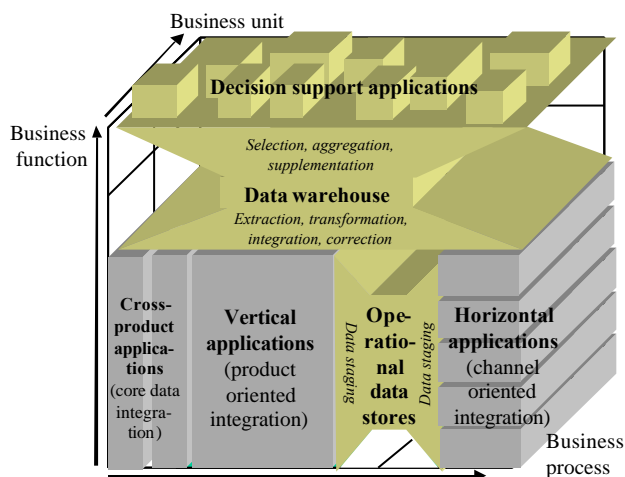 Business unit
Decision support applications
Business
function
Selection, aggregation,
supplementation
Data warehouse
Extraction, transformation,
integration, correction
Cross-
product
applica-
tions
(core data
integra-
tion)
Vertical
applications
(product
oriented
integration)
Data staging
Ope-
rational
data
stores
Data staging
Horizontal
applications
(channel
oriented
integration)
Business
process